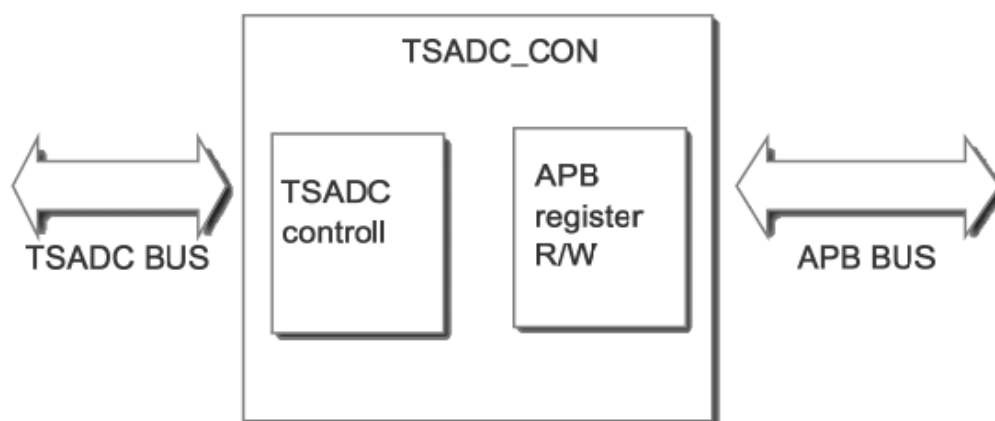 TSADC_CON
TSADC
controll
APB
register
R/W
TSADC BUS
APB BUS